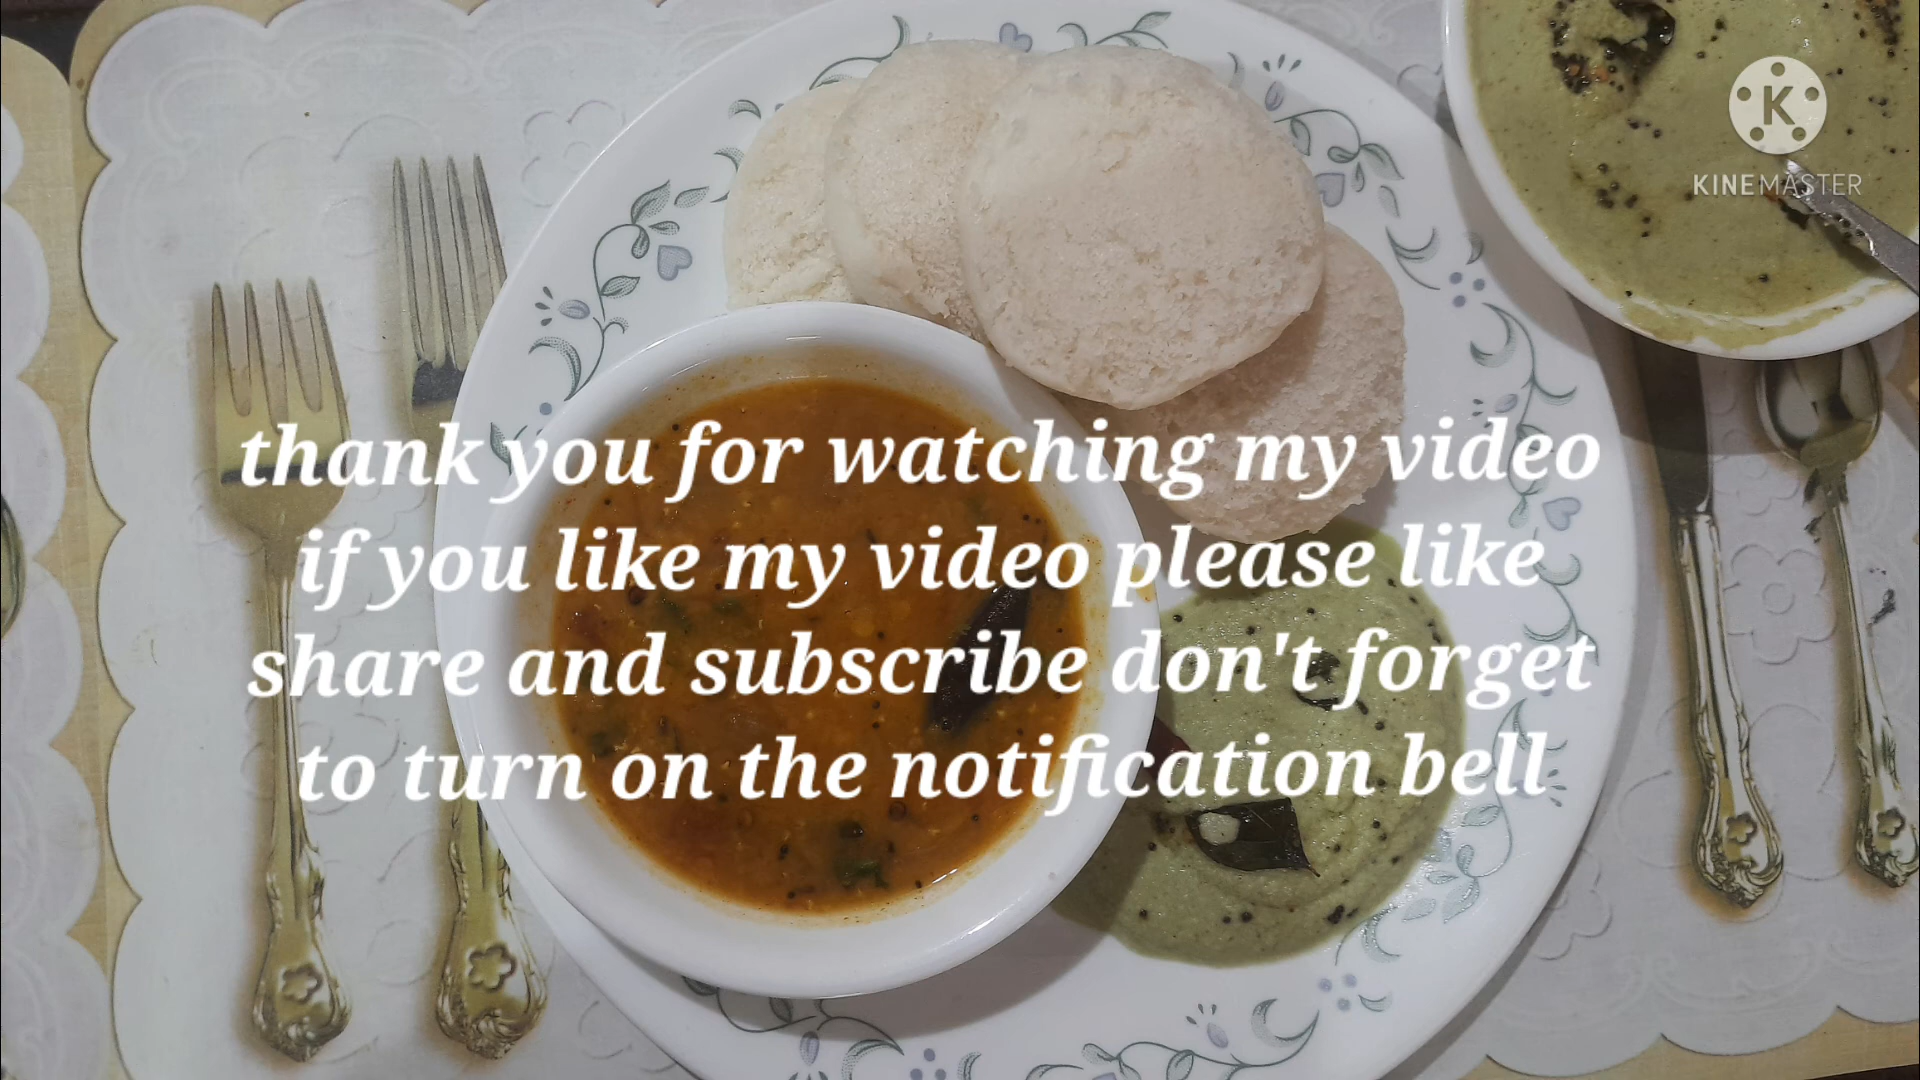 K
KINEMASTER
thank you for watching my video
if you like my video please like
share and subscribe don't forget
to turn on the notification bell